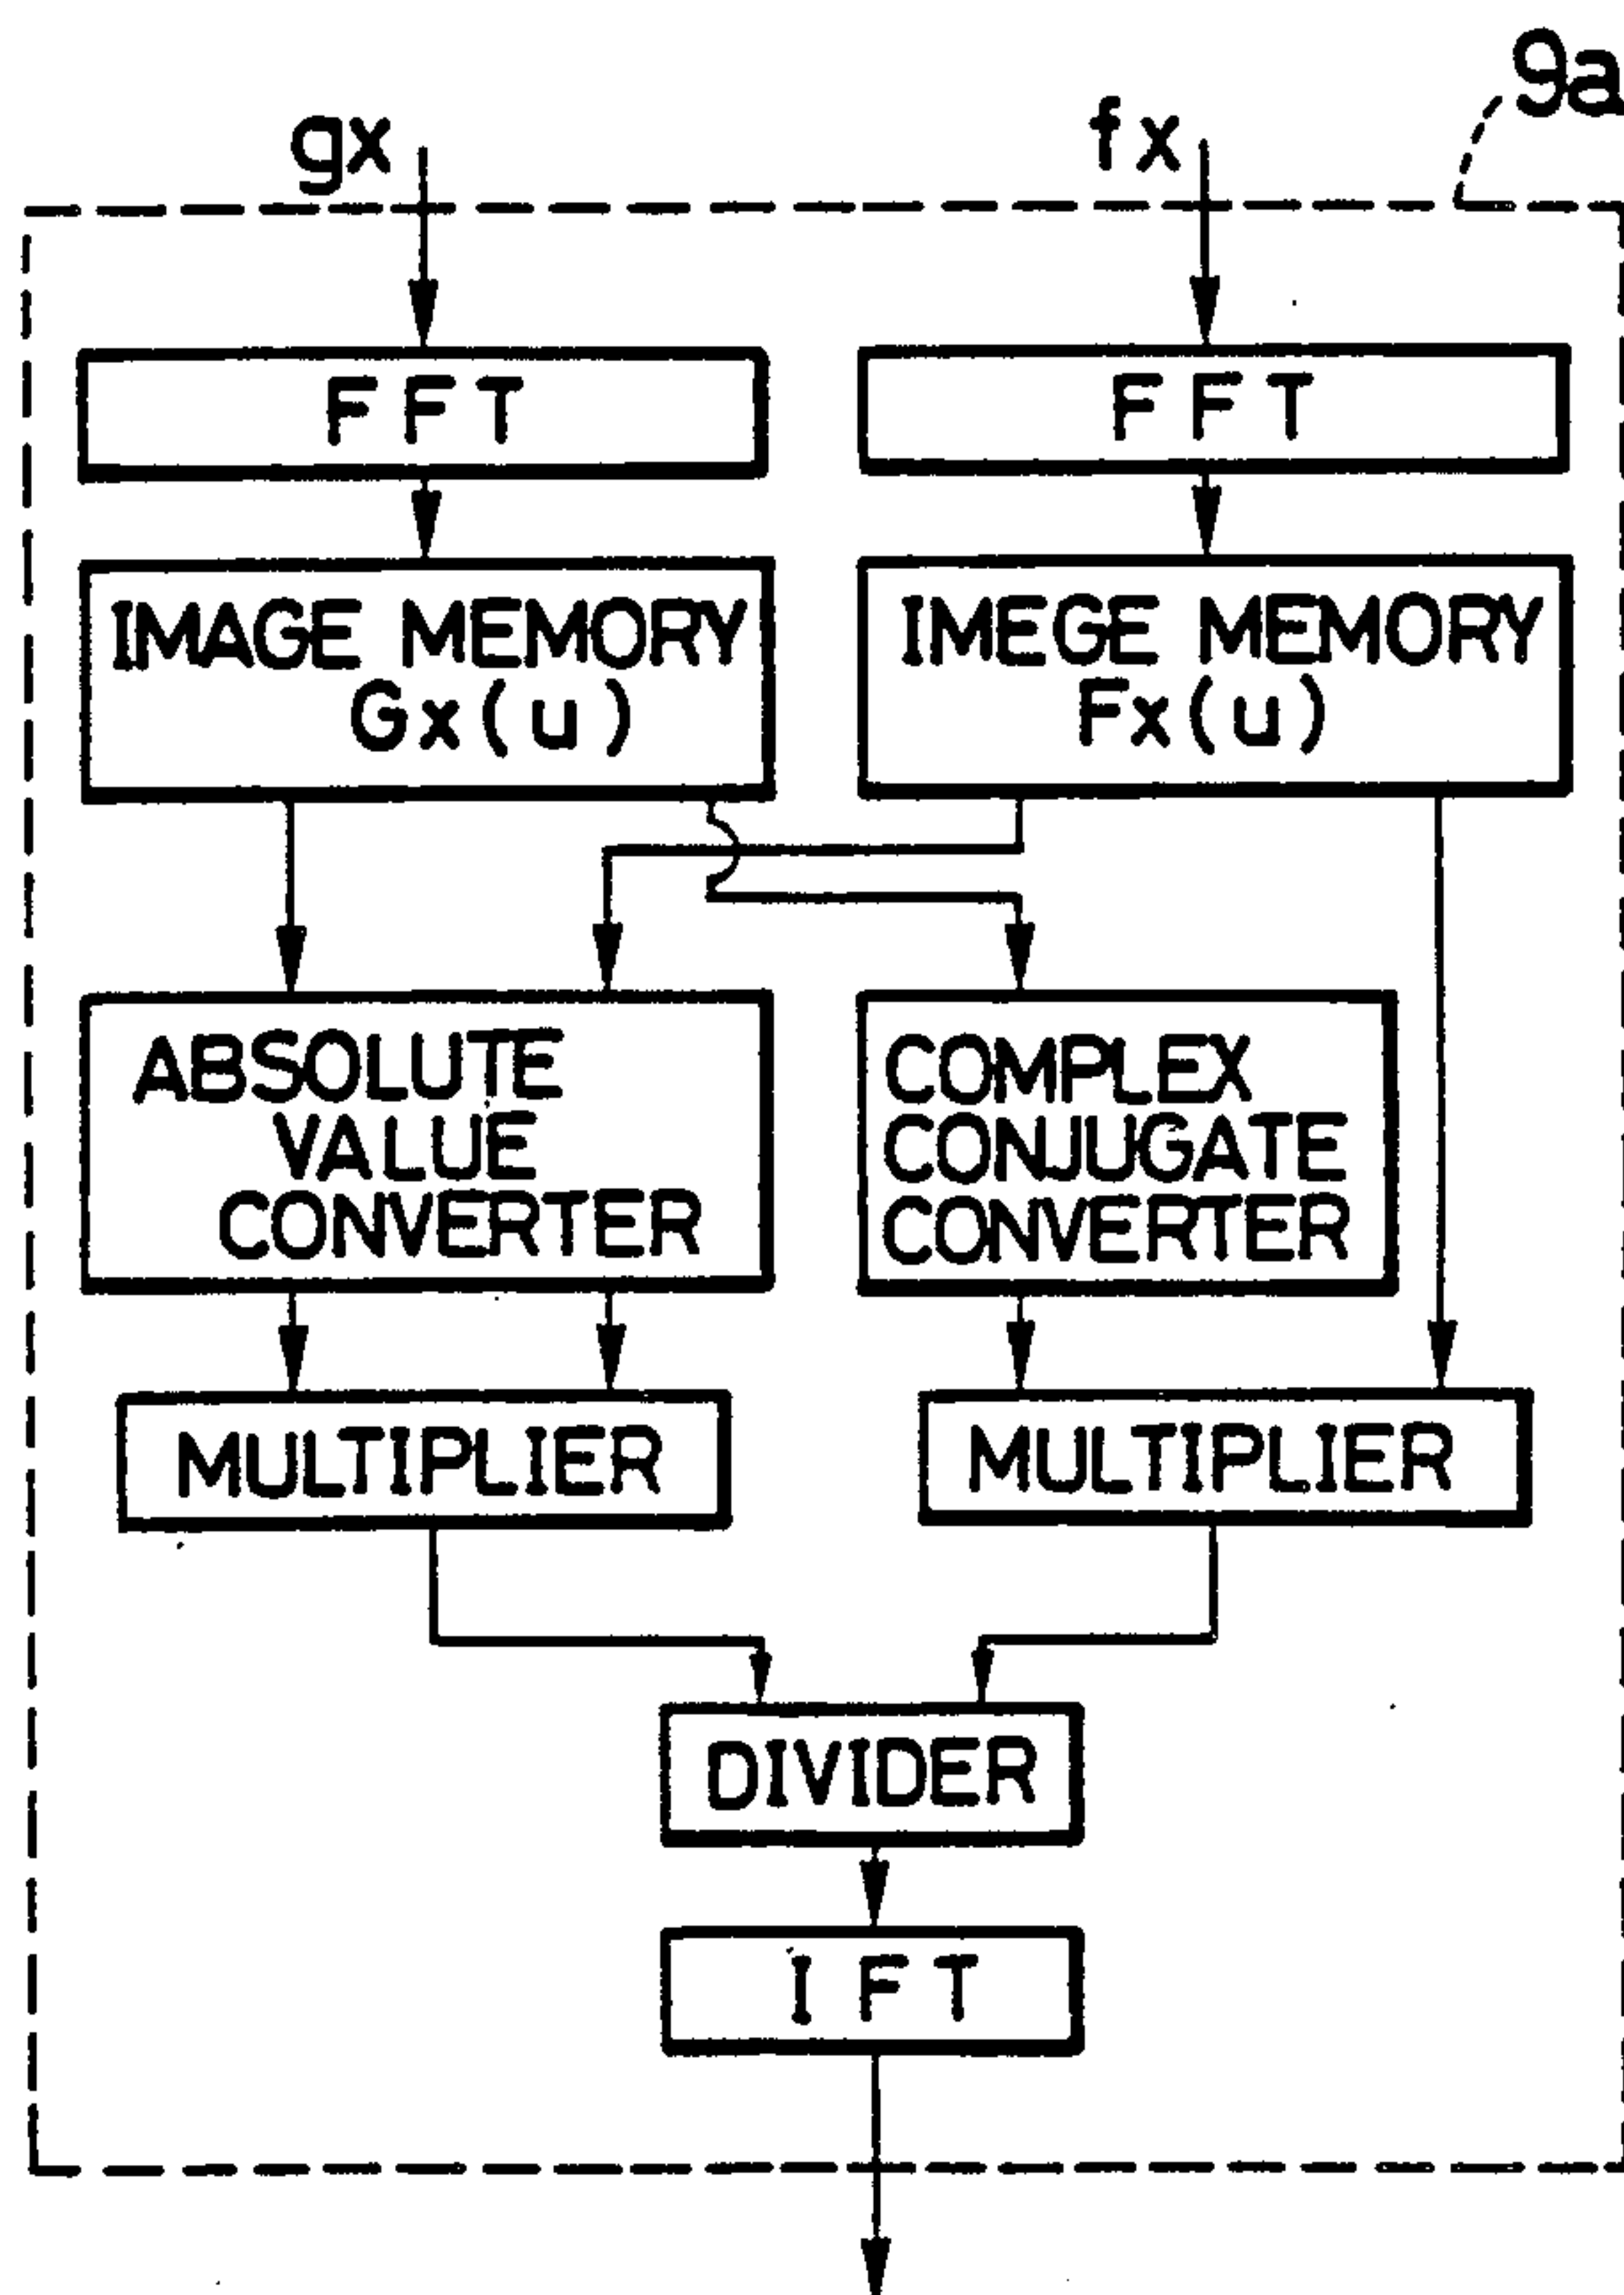 9a
gx
fx
FFT
FFT
IMAGE MEMORY
Gx(u)
IMEGE MEMORY
Fx(u)
ABSOLUTE
VALUE
CONVERTER
COMPLEX
CONJUGATE
CONVERTER
MULTIPLIER
MULTIPLIER
DIVIDER
IFT